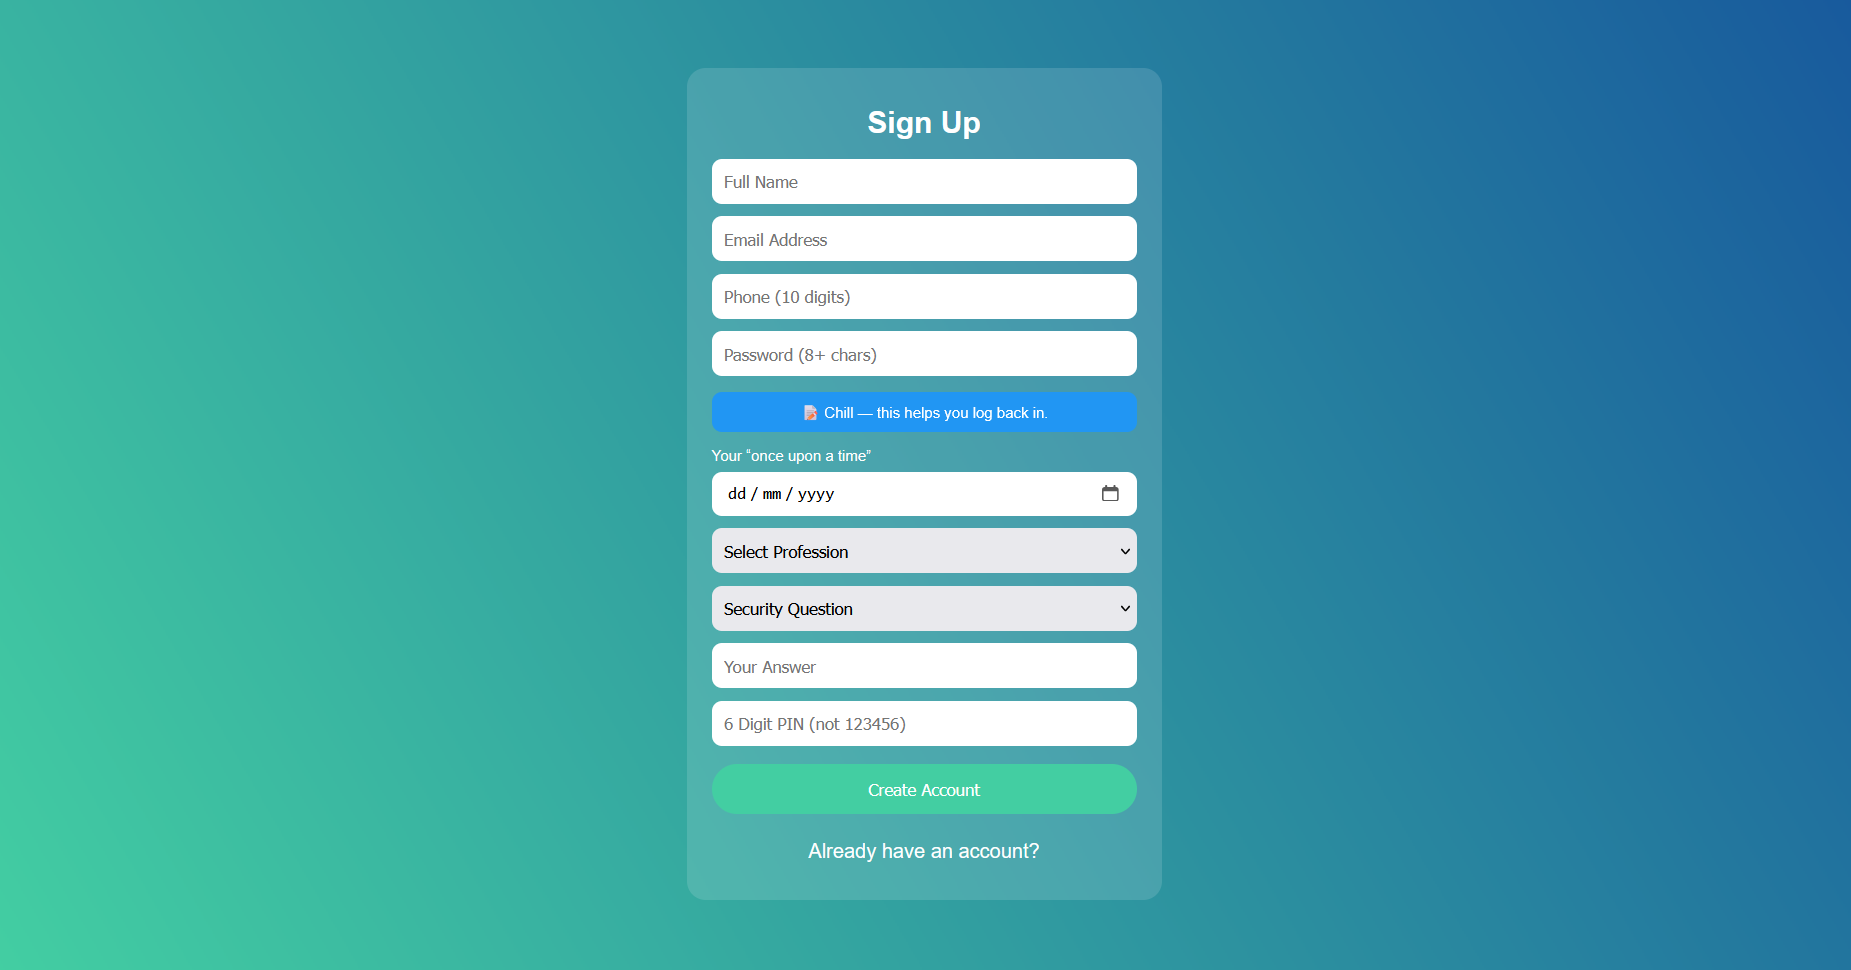 Sign Up
Full Name
Email Address
Phone (10 digits)
Password (8+ chars)
📝 Chill — this helps you log back in.
Your “once upon a time”
dd / mm / yyyy
Select Profession
Security Question
Your Answer
6 Digit PIN (not 123456)
Create Account
Already have an account?